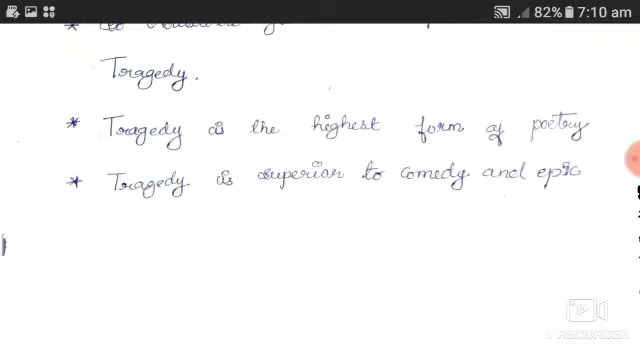 82% 7:10 am
Tragedy.
* Tragedy is the highest form of poetry
* Tragedy is superior to comedy and epic